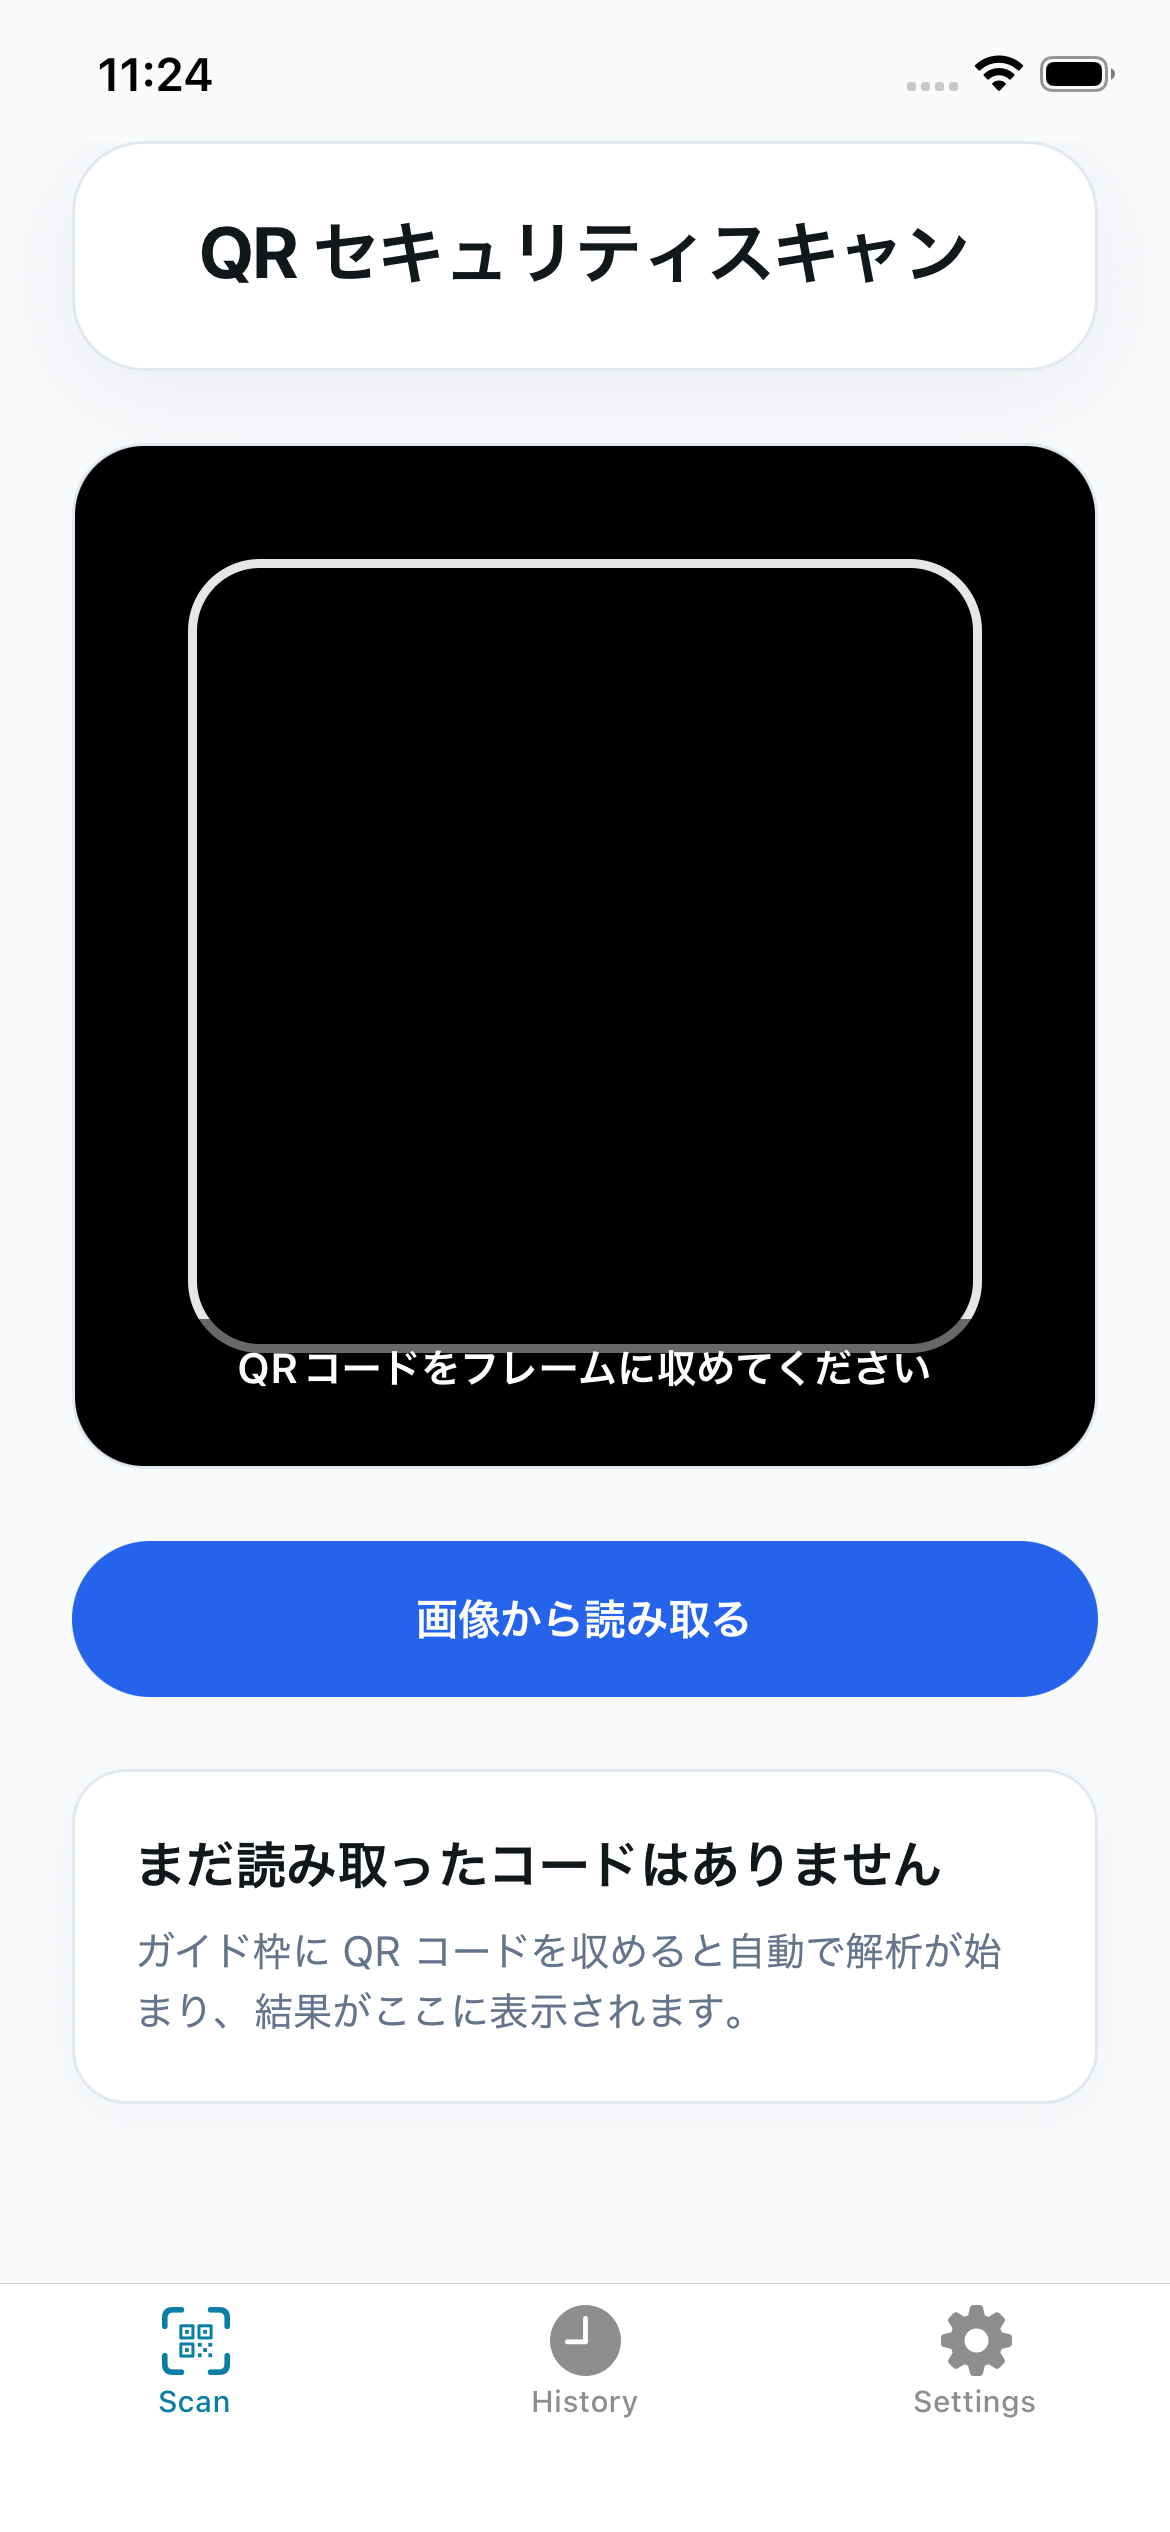 11:24
QR セキュリティスキャン
QRコードをフレームに収めてください
画像から読み取る
まだ読み取ったコードはありません
ガイド枠に QR コードを収めると自動で解析が始
まり、結果がここに表示されます。
Scan
History
Settings